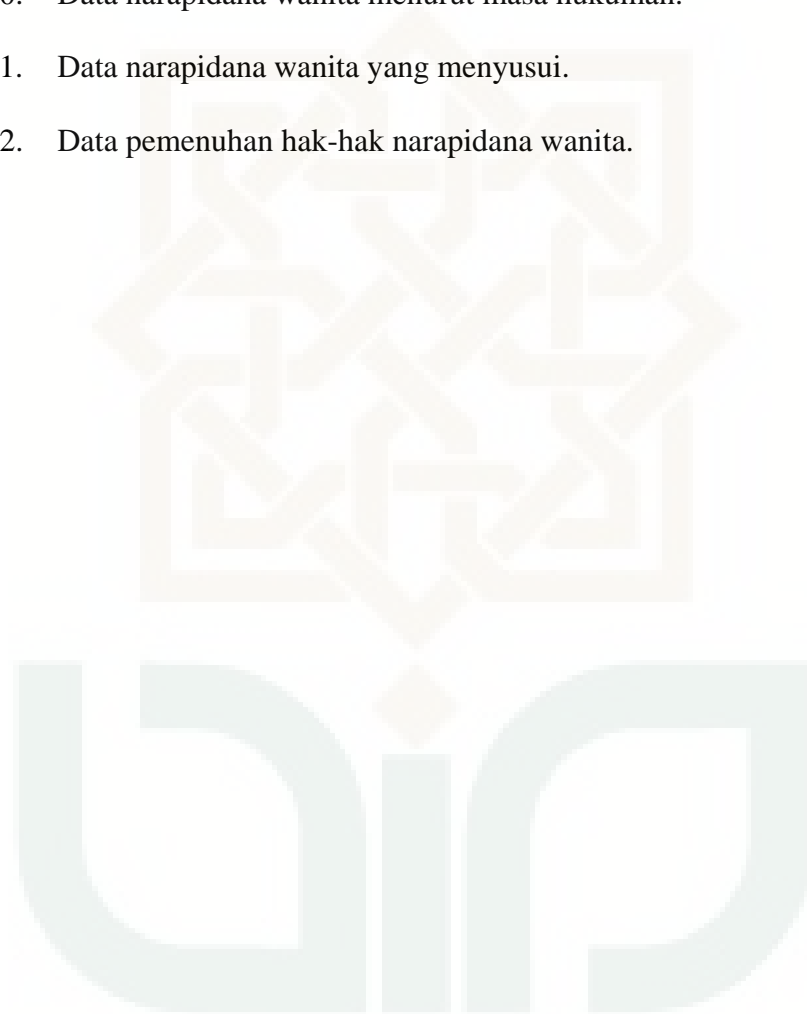 Data narapidana wanita menurut masa hukuman.
1. Data narapidana wanita yang menyusui.
2. Data pemenuhan hak-hak narapidana wanita.